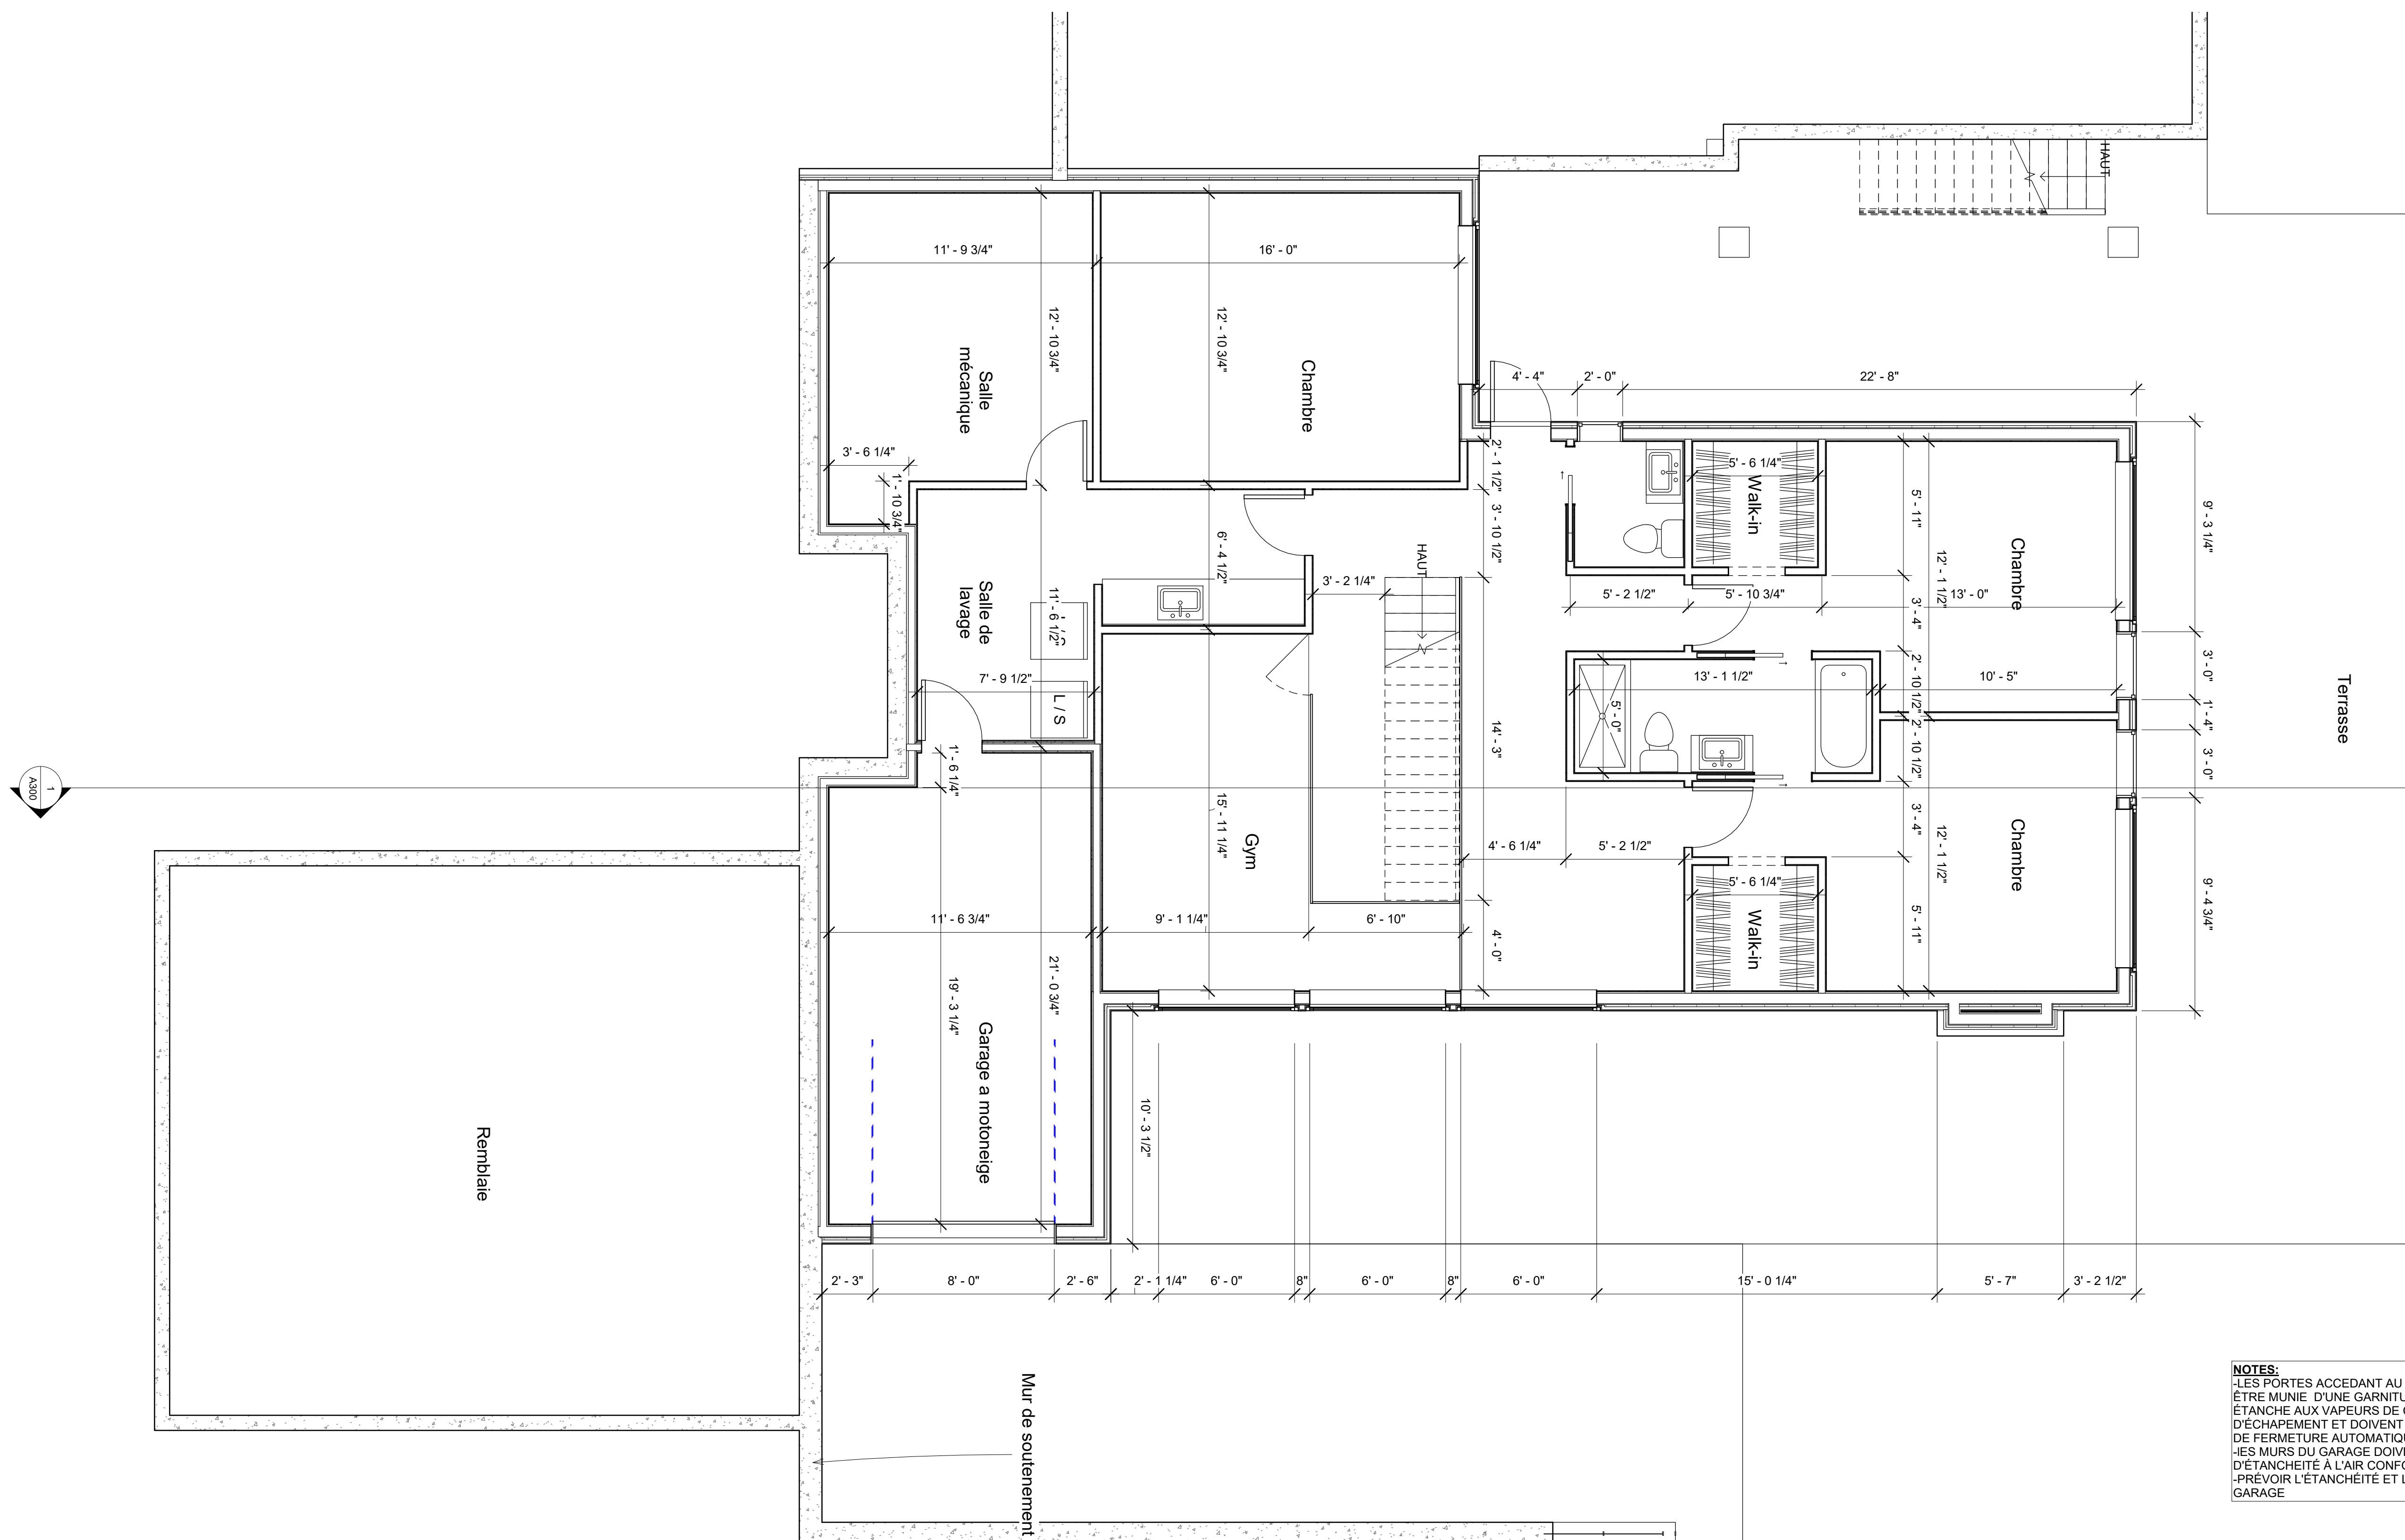 HAUT
11' - 9 3/4"
16' - 0"
12' - 10 3/4"
12' - 10 3/4"
Salle
mécanique
Chambre
4' - 4"
2' - 0"
22' - 8"
3' - 6 1/4"
1' - 10 3/4"
2' - 1 1/2"
5' - 6 1/4"
Walk-in
5' - 11"
9' - 3 1/4"
3' - 10 1/2"
6' - 4 1/2"
HAUT
12' - 1 1/2"
Chambre
3' - 2 1/4"
5' - 2 1/2"
5' - 10 3/4"
3' - 4"
13' - 0"
Salle de
lavage
11' - 6 1/2"
7' - 9 1/2"
L / S
13' - 1 1/2"
2' - 10 1/2"
10' - 5"
3' - 0"
1' - 4"
Terrasse
5' - 0"
14' - 3"
2' - 10 1/2"
3' - 0"
1
A300
1' - 6 1/4"
15' - 11 1/4"
Gym
4' - 6 1/4"
5' - 2 1/2"
3' - 4"
12' - 1 1/2"
Chambre
5' - 6 1/4"
Walk-in
5' - 11"
9' - 4 3/4"
11' - 6 3/4"
9' - 1 1/4"
6' - 10"
4' - 0"
21' - 0 3/4"
19' - 3 1/4"
Garage a motoneige
10' - 3 1/2"
Remblaie
2' - 3"
8' - 0"
2' - 6"
2' - 1 1/4"
6' - 0"
8"
6' - 0"
8"
6' - 0"
15' - 0 1/4"
5' - 7"
3' - 2 1/2"
Mur de soutenement
NOTES:
-LES PORTES ACCEDANT AU
ÊTRE MUNIE D'UNE GARNITU
ÉTANCHE AUX VAPEURS DE
D'ÉCHAPEMENT ET DOIVENT
DE FERMETURE AUTOMATIQU
-lES MURS DU GARAGE DOIV
D'ÉTANCHEITÉ À L'AIR CONF
-PRÉVOIR L'ÉTANCHÉITÉ ET L
GARAGE